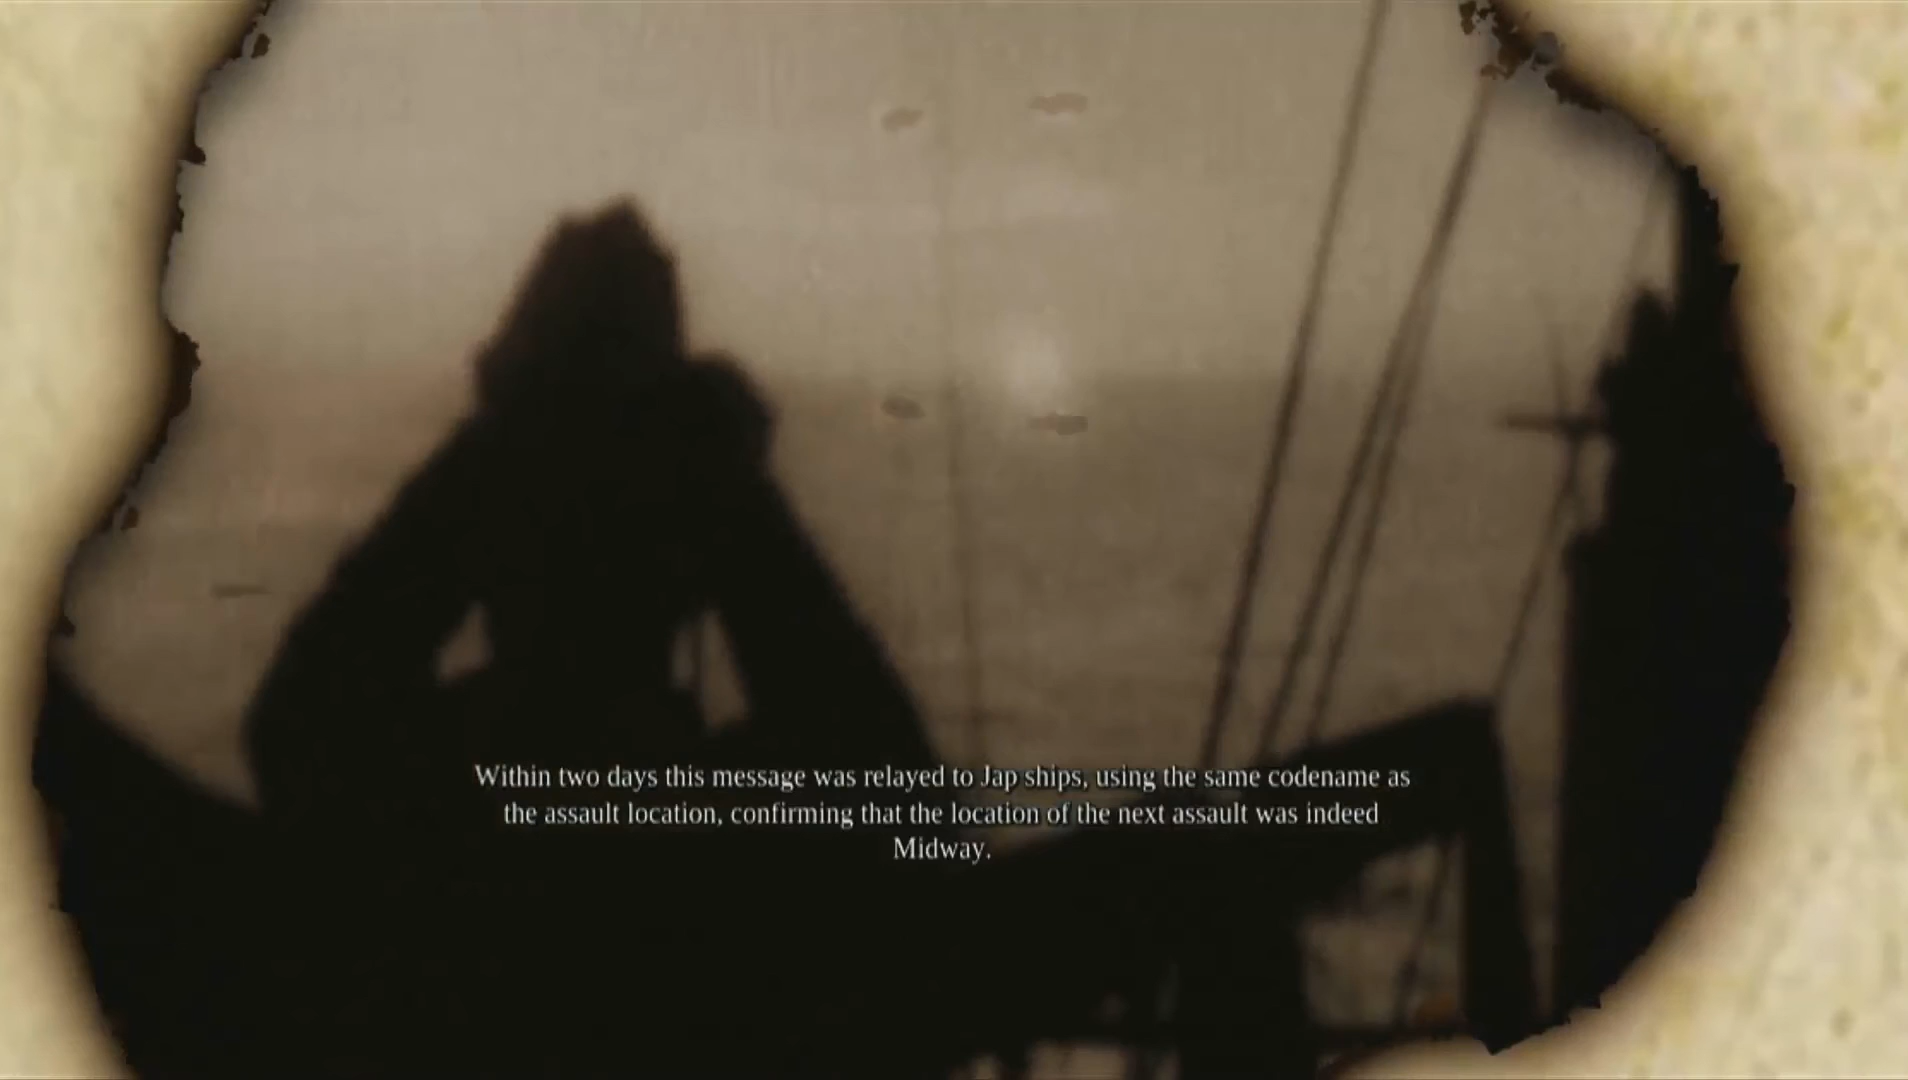 Within two days this message was relayed to Jap ships, using the same codename as
the assault location, confirming that the location of the next assault was indeed
Midway.